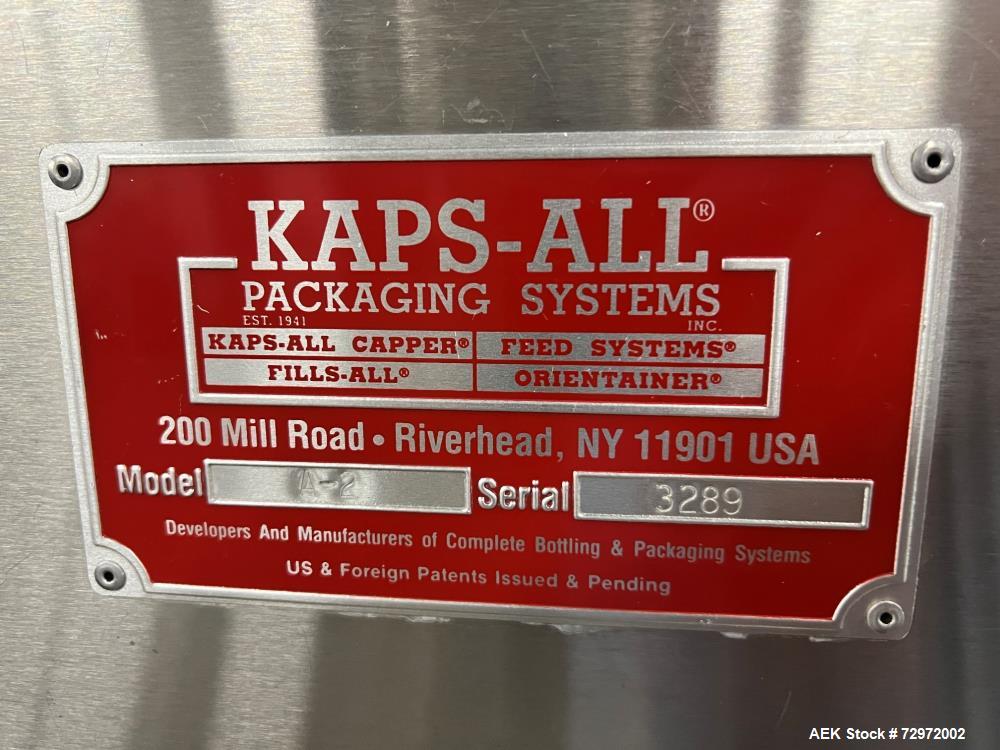 KAPS-ALL®
PACKAGING SYSTEMS
EST. 1941 INC.
KAPS-ALL CAPPER® FEED SYSTEMS®
FILLS-ALL® ORIENTAINER®
200 Mill Road • Riverhead, NY 11901 USA
Model A-2 Serial 3289
Developers And Manufacturers of Complete Bottling & Packaging Systems
US & Foreign Patents Issued & Pending
AEK Stock # 72972002